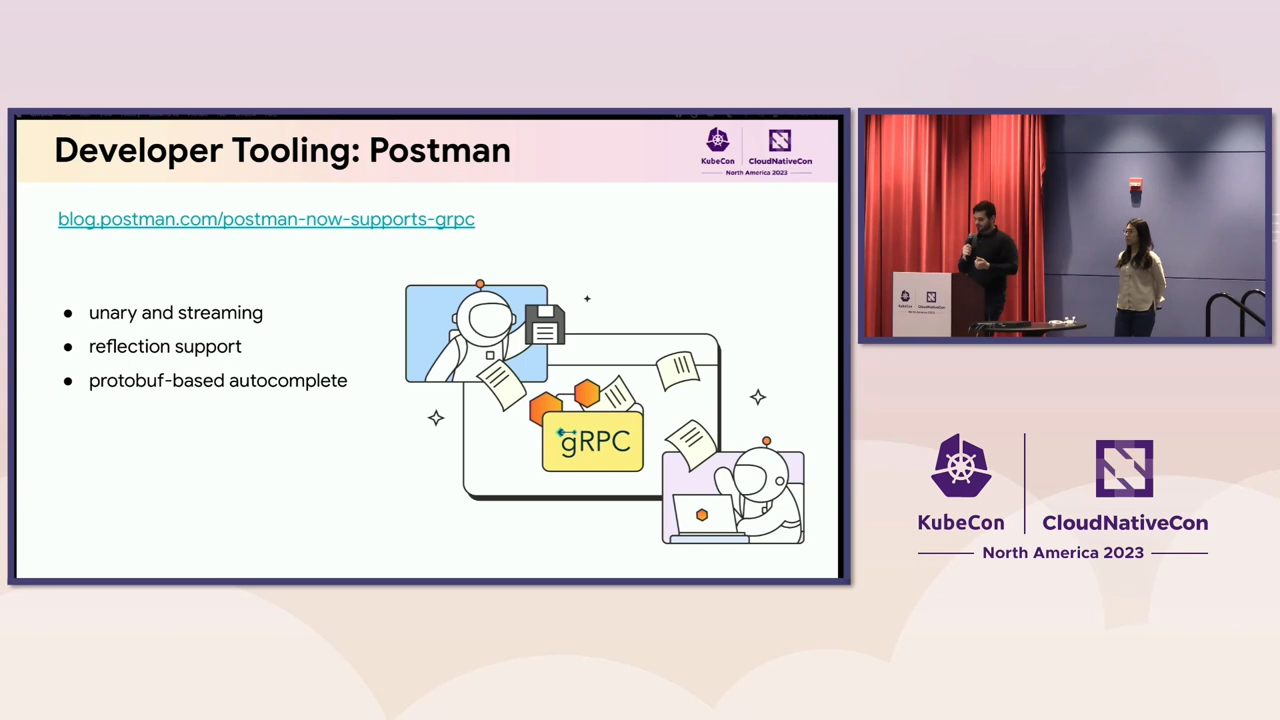 Developer Tooling: Postman
KubeCon
CloudNativeCon
North America 2023
blog.postman.com/postman-now-supports-grpc
unary and streaming
reflection support
protobuf-based autocomplete
gRPC
KubeCon
CloudNativeCon
North America 2023